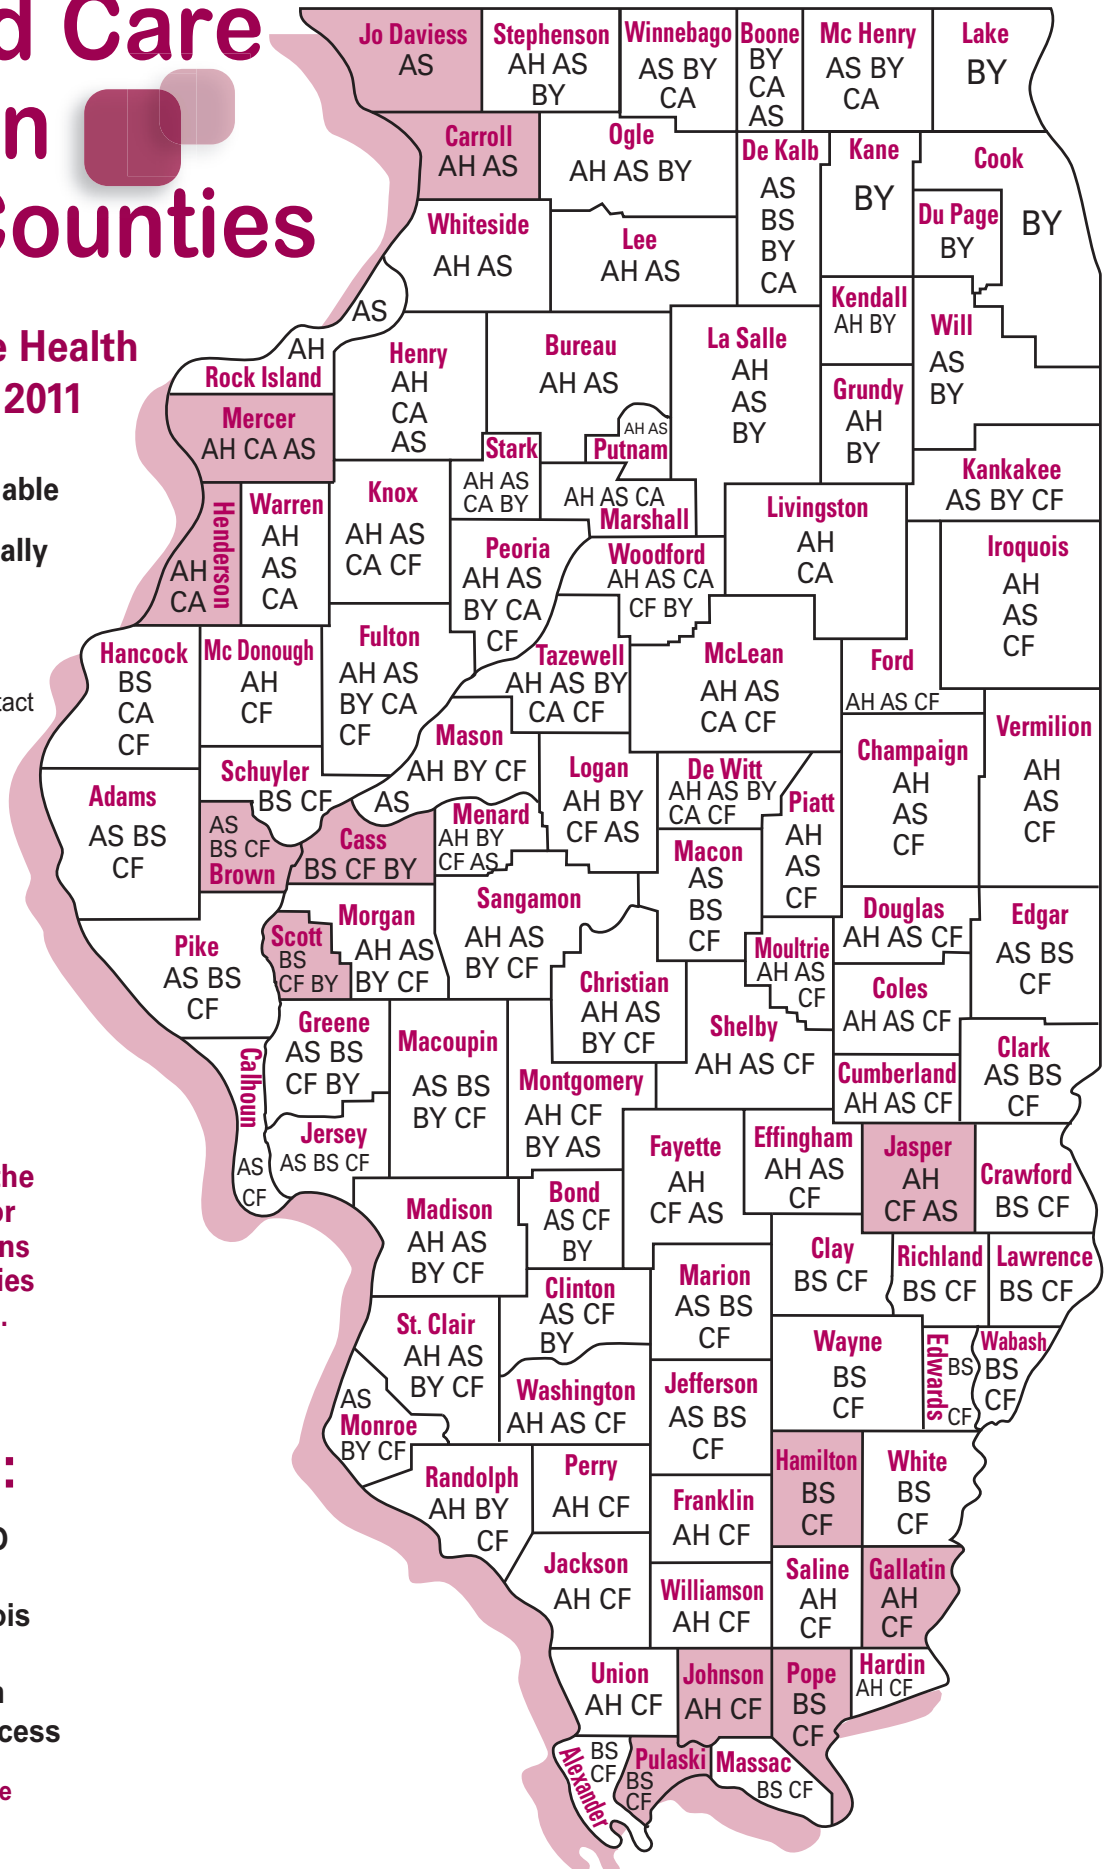 d Care
n
Counties
e Health
2011
able
ally
tact
the
or
ns
ies
.
:
O
ois
n
cess
e
Jo Daviess
AS
Stephenson
AH AS
BY
Winnebago
AS BY
CA
Boone
BY
CA
AS
Mc Henry
AS BY
CA
Lake
BY
Carroll
AH AS
Ogle
AH AS BY
De Kalb
AS
BS
BY
CA
Kane
BY
Cook
BY
Du Page
BY
Whiteside
AH AS
Lee
AH AS
Kendall
AH BY
Will
AS
BY
AS
AH
Rock Island
Henry
AH
CA
AS
Bureau
AH AS
La Salle
AH
AS
BY
Grundy
AH
BY
Mercer
AH CA AS
AH AS
Putnam
Stark
AH AS
CA BY
Kankakee
AS BY CF
Henderson
AH
CA
Warren
AH
AS
CA
Knox
AH AS
CA CF
AH AS CA
Marshall
Livingston
AH
CA
Iroquois
AH
AS
CF
Peoria
AH AS
BY CA
CF
Woodford
AH AS CA
CF BY
Hancock
BS
CA
CF
Mc Donough
AH
CF
Fulton
AH AS
BY CA
CF
Tazewell
AH AS BY
CA CF
McLean
AH AS
CA CF
Ford
AH AS CF
Vermilion
AH
AS
CF
Mason
AH BY CF
Champaign
AH
AS
CF
Schuyler
BS CF
Logan
AH BY
CF AS
De Witt
AH AS BY
CA CF
Piatt
AH
AS
CF
Adams
AS BS
CF
AS
BS CF
Brown
AS
Cass
BS CF BY
Menard
AH BY
CF AS
Macon
AS
BS
CF
Sangamon
AH AS
BY CF
Douglas
AH AS CF
Edgar
AS BS
CF
Pike
AS BS
CF
Scott
BS
CF BY
Morgan
AH AS
BY CF
Christian
AH AS
BY CF
Moultrie
AH AS
CF
Coles
AH AS CF
Greene
AS BS
CF BY
Macoupin
AS BS
BY CF
Shelby
AH AS CF
Clark
AS BS
CF
Calhoun
AS
CF
Montgomery
AH CF
BY AS
Cumberland
AH AS CF
Jersey
AS BS CF
Fayette
AH
CF AS
Effingham
AH AS
CF
Jasper
AH
CF AS
Crawford
BS CF
Madison
AH AS
BY CF
Bond
AS CF
BY
Clay
BS CF
Richland
BS CF
Lawrence
BS CF
Clinton
AS CF
BY
Marion
AS BS
CF
St. Clair
AH AS
BY CF
Wayne
BS
CF
Edwards
BS
CF
Wabash
BS
CF
Washington
AH AS CF
Jefferson
AS BS
CF
AS
Monroe
BY CF
Randolph
AH BY
CF
Perry
AH CF
Hamilton
BS
CF
White
BS
CF
Franklin
AH CF
Jackson
AH CF
Williamson
AH CF
Saline
AH
CF
Gallatin
AH
CF
Union
AH CF
Johnson
AH CF
Pope
BS
CF
Hardin
AH CF
Alexander
BS
CF
Pulaski
BS
CF
Massac
BS CF